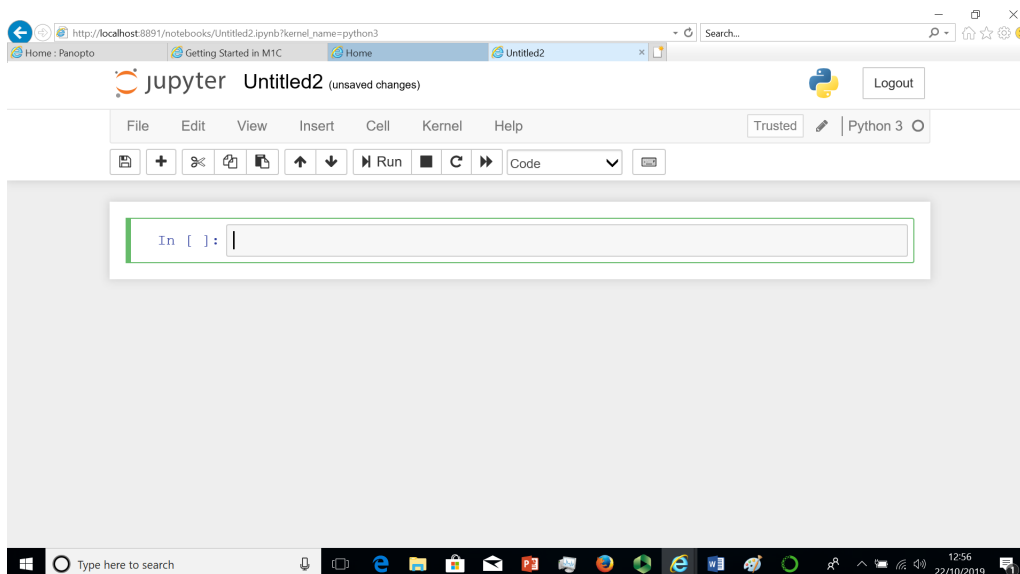 http://localhost:8891/notebooks/Untitled2.ipynb?kernel_name=python3 Search...
Home : Panopto Getting Started in M1C Home Untitled2
jupyter Untitled2 (unsaved changes) Logout
File Edit View Insert Cell Kernel Help Trusted Python 3
Run Code
In [ ]:
Type here to search 12:56
22/10/2019